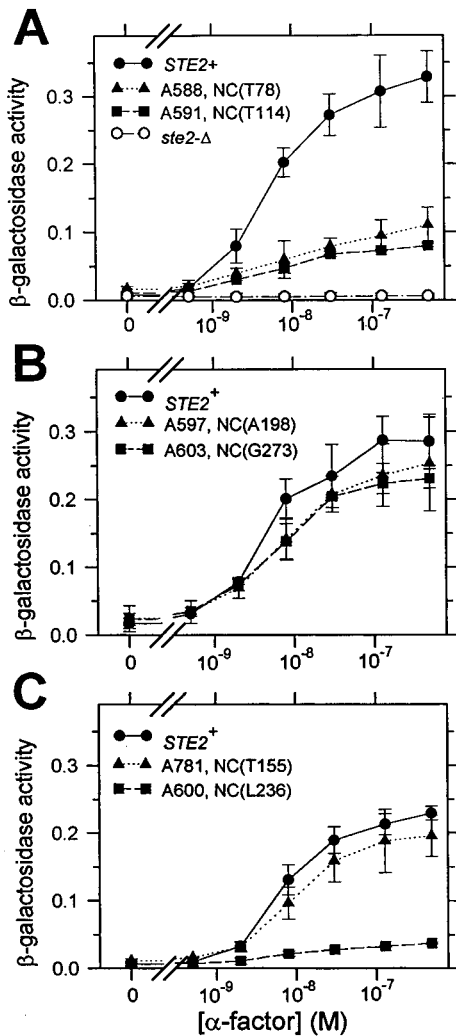 A
STE2+
A588, NC(T78)
A591, NC(T114)
ste2-Δ
β-galactosidase activity
0.3
0.2
0.1
0.0
0
10⁻⁹
10⁻⁸
10⁻⁷
B
STE2⁺
A597, NC(A198)
A603, NC(G273)
β-galactosidase activity
0.3
0.2
0.1
0.0
0
10⁻⁹
10⁻⁸
10⁻⁷
C
STE2⁺
A781, NC(T155)
A600, NC(L236)
β-galactosidase activity
0.3
0.2
0.1
0.0
0
10⁻⁹
10⁻⁸
10⁻⁷
[α-factor] (M)